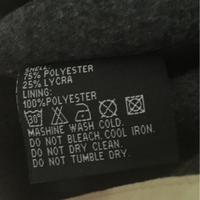 SHELL:
75% POLYESTER
25% LYCRA
LINING:
100%POLYESTER
30°
MASHINE WASH COLD.
DO NOT BLEACH,COOL IRON.
DO NOT DRY CLEAN.
DO NOT TUMBLE DRY.